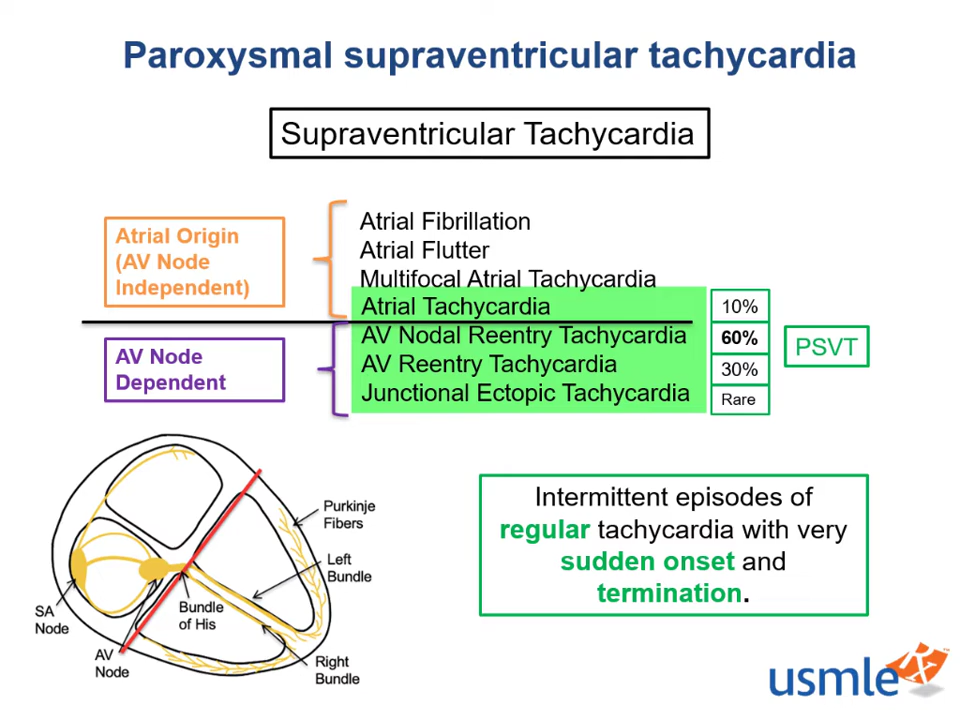 Paroxysmal supraventricular tachycardia
Supraventricular Tachycardia
Atrial Origin
(AV Node
Independent)
Atrial Fibrillation
Atrial Flutter
Multifocal Atrial Tachycardia
Atrial Tachycardia
AV Nodal Reentry Tachycardia
AV Reentry Tachycardia
Junctional Ectopic Tachycardia
10%
60%
30%
Rare
PSVT
AV Node
Dependent
Purkinje
Fibers
Left
Bundle
Bundle
of His
SA
Node
AV
Node
Right
Bundle
Intermittent episodes of
regular tachycardia with very
sudden onset and
termination.
usmle Rx